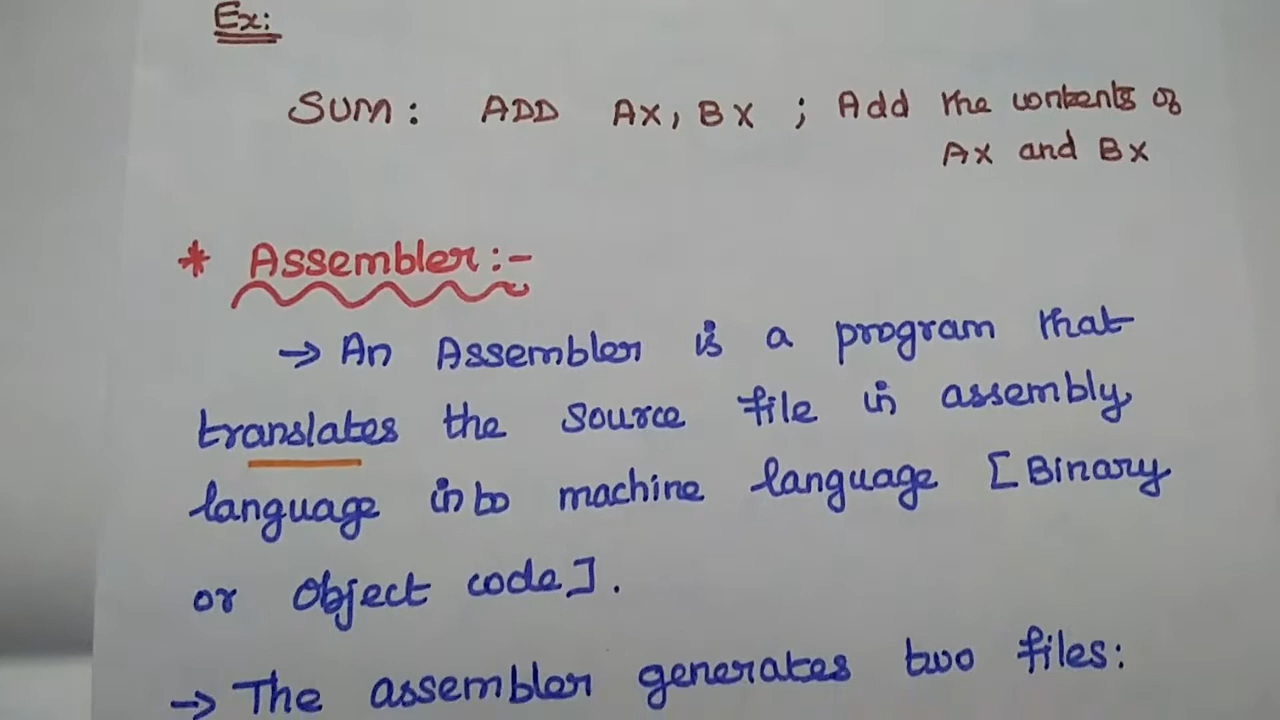 Ex:
SUM: ADD AX, BX ; Add the contents of
AX and BX
* Assembler:-
→ An Assembler is a program that
translates the source file in assembly
language into machine language [Binary
or object code].
→ The assembler generates two files: